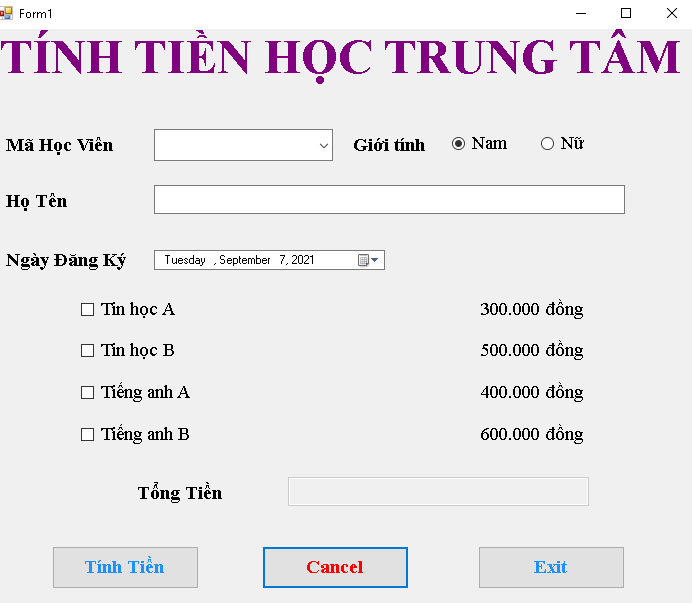 Form1
TÍNH TIỀN HỌC TRUNG TÂM
Mã Học Viên Giới tính Nam Nữ
Họ Tên
Ngày Đăng Ký Tuesday , September 7, 2021
Tin học A 300.000 đồng
Tin học B 500.000 đồng
Tiếng anh A 400.000 đồng
Tiếng anh B 600.000 đồng
Tổng Tiền
Tính Tiền Cancel Exit